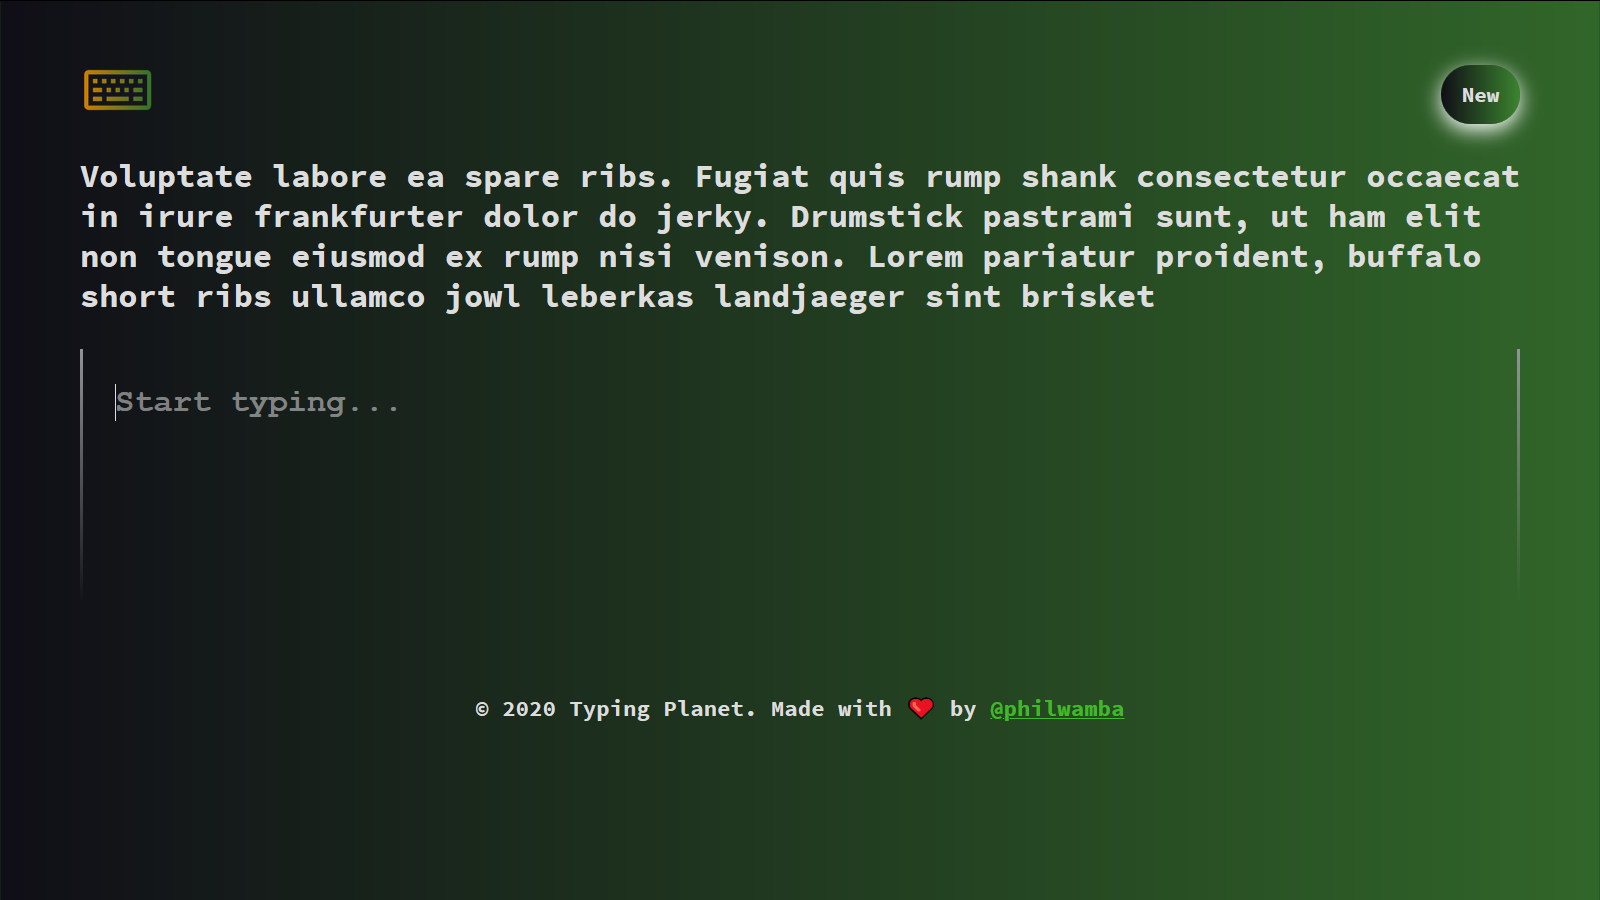 New
Voluptate labore ea spare ribs. Fugiat quis rump shank consectetur occaecat
in irure frankfurter dolor do jerky. Drumstick pastrami sunt, ut ham elit
non tongue eiusmod ex rump nisi venison. Lorem pariatur proident, buffalo
short ribs ullamco jowl leberkas landjaeger sint brisket
Start typing...
© 2020 Typing Planet. Made with ❤️ by @philwamba